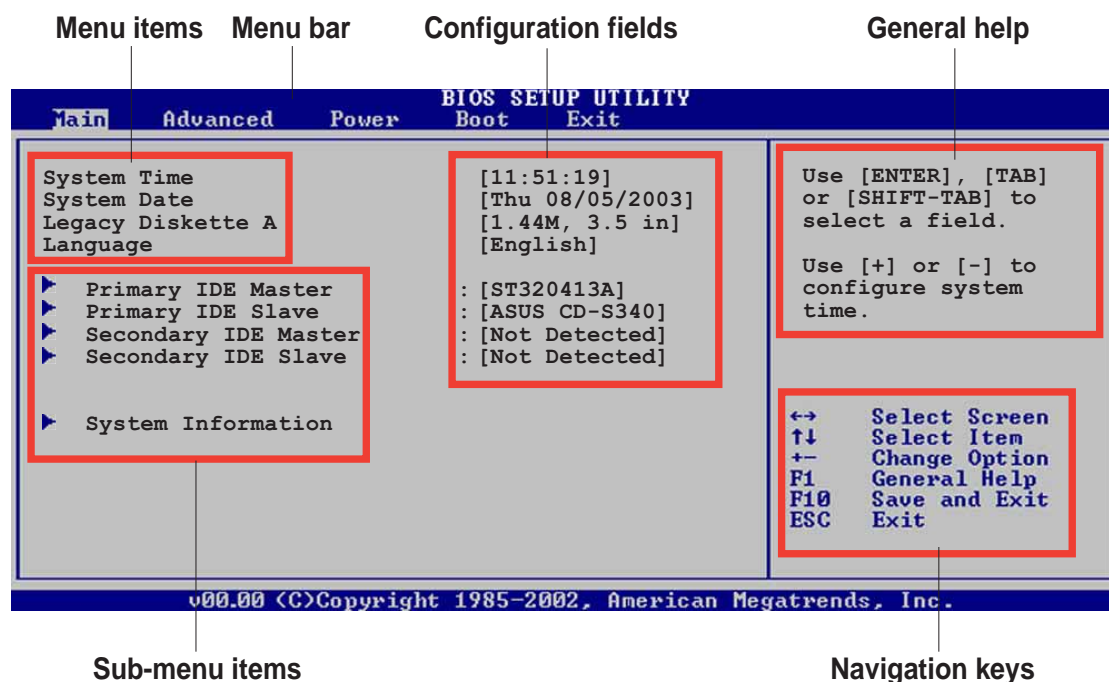 Menu items Menu bar Configuration fields General help
BIOS SETUP UTILITY
Main Advanced Power Boot Exit
System Time [11:51:19]
System Date [Thu 08/05/2003]
Legacy Diskette A [1.44M, 3.5 in]
Language [English]
Primary IDE Master : [ST320413A]
Primary IDE Slave : [ASUS CD-S340]
Secondary IDE Master : [Not Detected]
Secondary IDE Slave : [Not Detected]
System Information
Use [ENTER], [TAB]
or [SHIFT-TAB] to
select a field.
Use [+] or [-] to
configure system
time.
←→ Select Screen
↑↓ Select Item
+- Change Option
F1 General Help
F10 Save and Exit
ESC Exit
v00.00 (C)Copyright 1985-2002, American Megatrends, Inc.
Sub-menu items Navigation keys